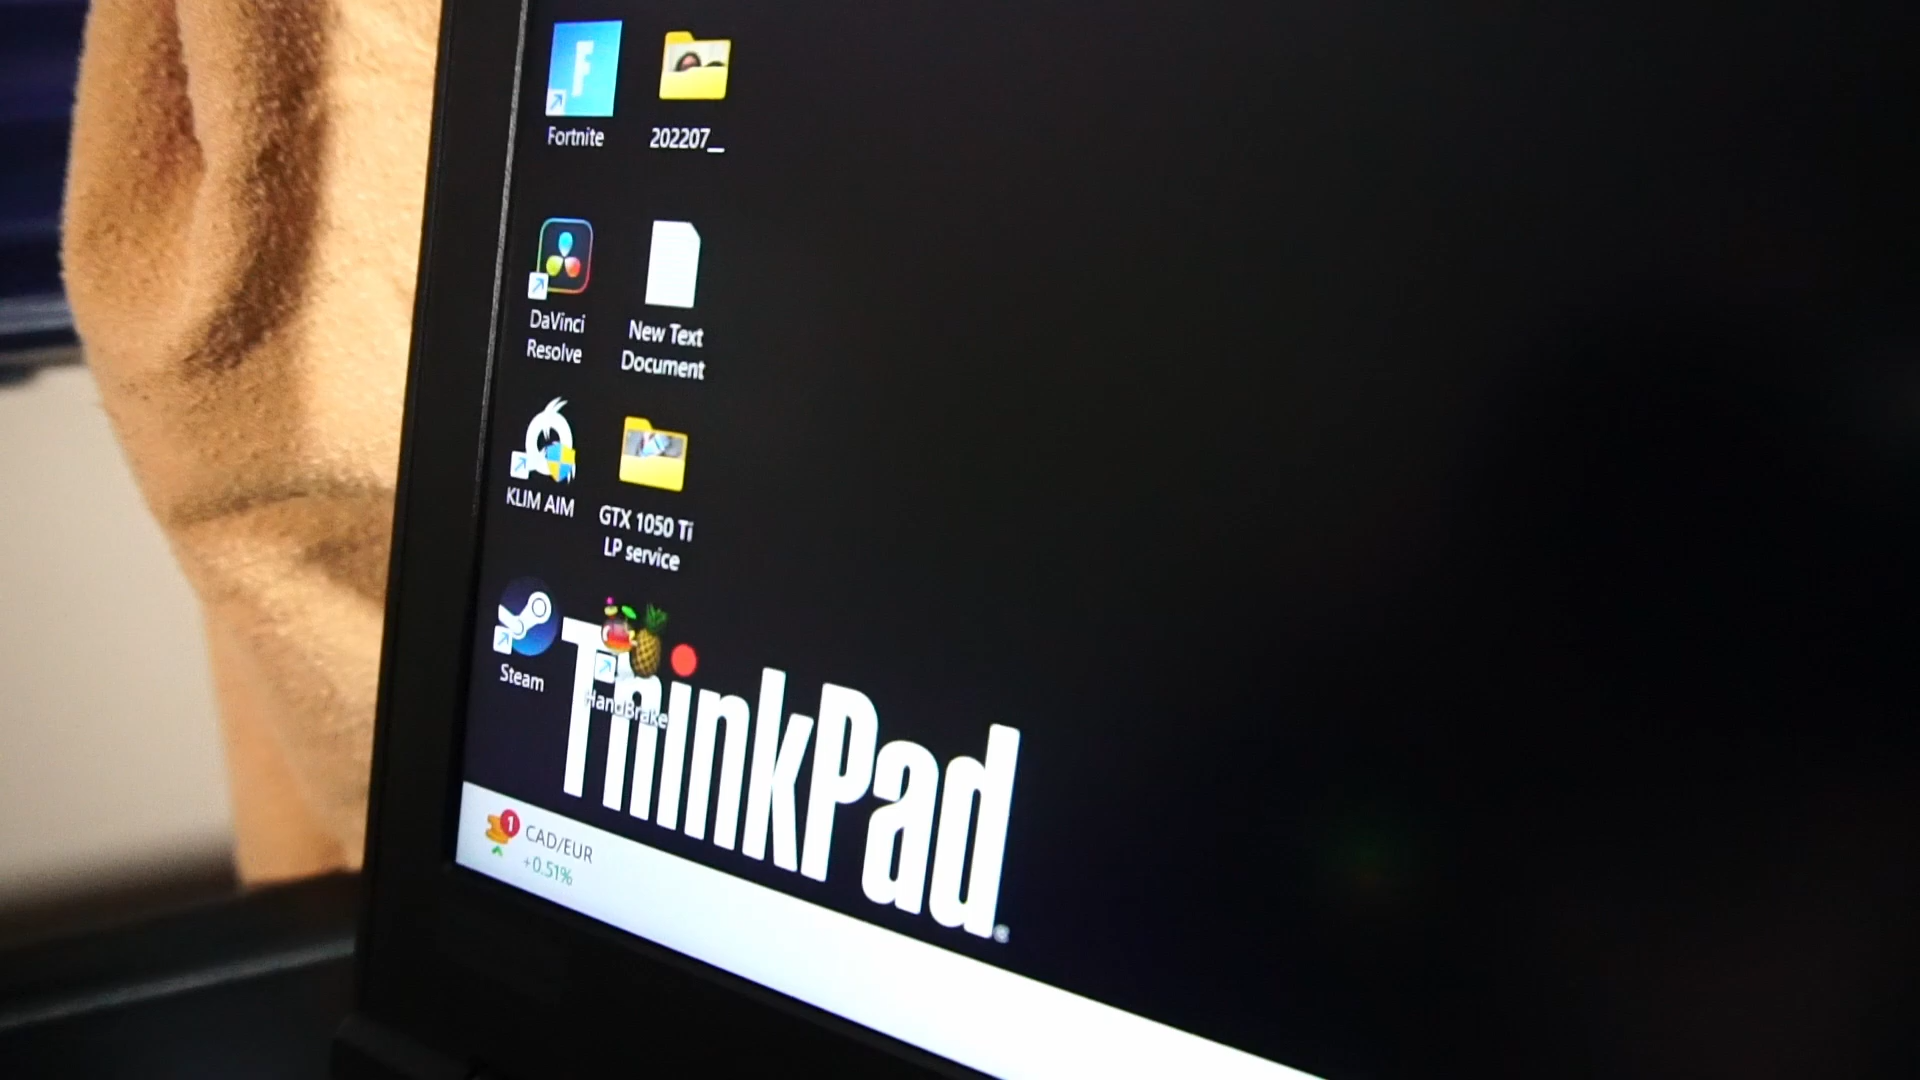 Fortnite
202207_
DaVinci
Resolve
New Text
Document
KLIM AIM
GTX 1050 Ti
LP service
Steam
HandBrake
ThinkPad
1
CAD/EUR
+0.51%